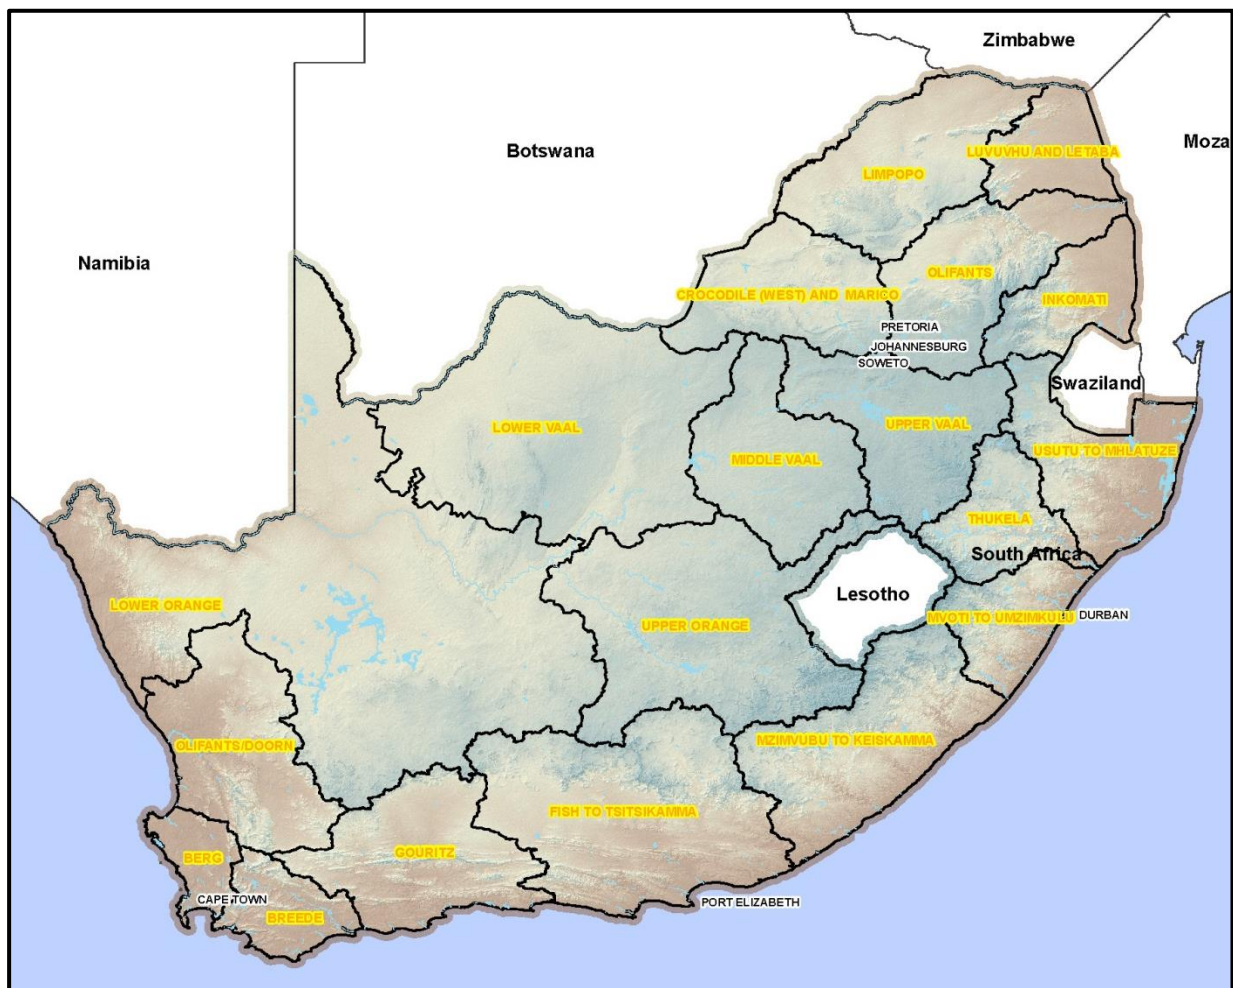 Zimbabwe
Botswana
Moza
LUVUVHU AND LETABA
LIMPOPO
Namibia
OLIFANTS
CROCODILE (WEST) AND MARICO
INKOMATI
PRETORIA
JOHANNESBURG
SOWETO
Swaziland
LOWER VAAL
UPPER VAAL
MIDDLE VAAL
USUTU TO MHLATUZE
THUKELA
South Africa
Lesotho
LOWER ORANGE
UPPER ORANGE
MVOTI TO UMZIMKULU
DURBAN
OLIFANTS/DOORN
MZIMVUBU TO KEISKAMMA
FISH TO TSITSIKAMMA
GOURITZ
BERG
CAPE TOWN
PORT ELIZABETH
BREEDE